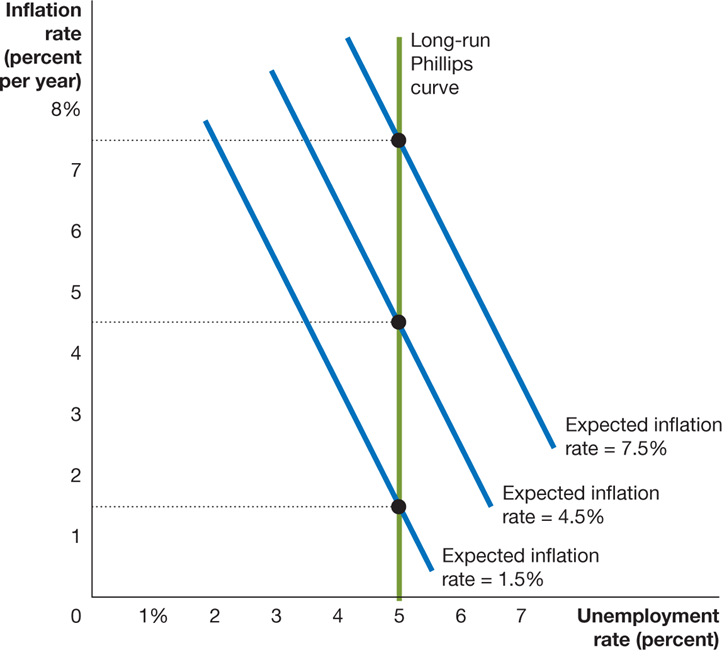 Inflation
rate
(percent
per year)
Long-run
Phillips
curve
8%
7
6
5
4
3
2
1
Expected inflation
rate = 7.5%
Expected inflation
rate = 4.5%
Expected inflation
rate = 1.5%
0 1% 2 3 4 5 6 7 Unemployment
rate (percent)